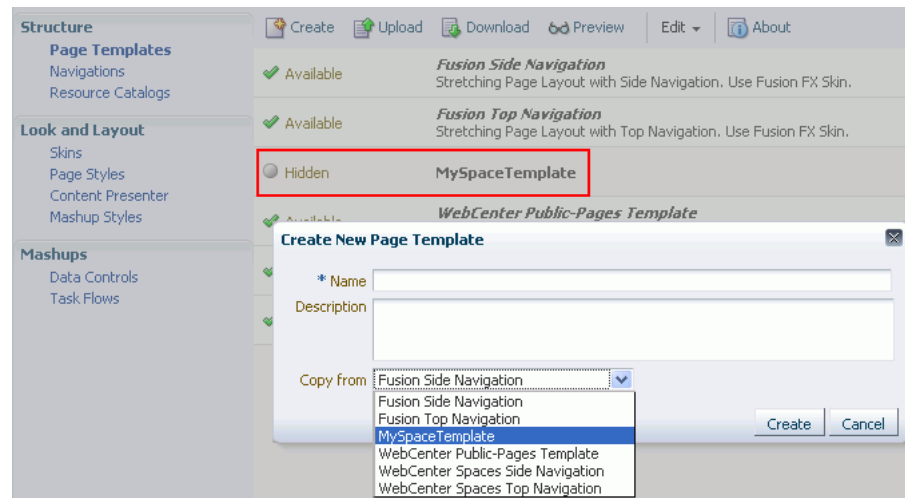 Structure
Page Templates
Navigations
Resource Catalogs
Look and Layout
Skins
Page Styles
Content Presenter
Mashup Styles
Mashups
Data Controls
Task Flows
Create Upload Download Preview Edit About
Available Fusion Side Navigation
Stretching Page Layout with Side Navigation. Use Fusion FX Skin.
Available Fusion Top Navigation
Stretching Page Layout with Top Navigation. Use Fusion FX Skin.
Hidden MySpaceTemplate
Available WebCenter Public-Pages Template
Create New Page Template
* Name
Description
Copy from Fusion Side Navigation
Fusion Side Navigation
Fusion Top Navigation
MySpaceTemplate
WebCenter Public-Pages Template
WebCenter Spaces Side Navigation
WebCenter Spaces Top Navigation
Create Cancel